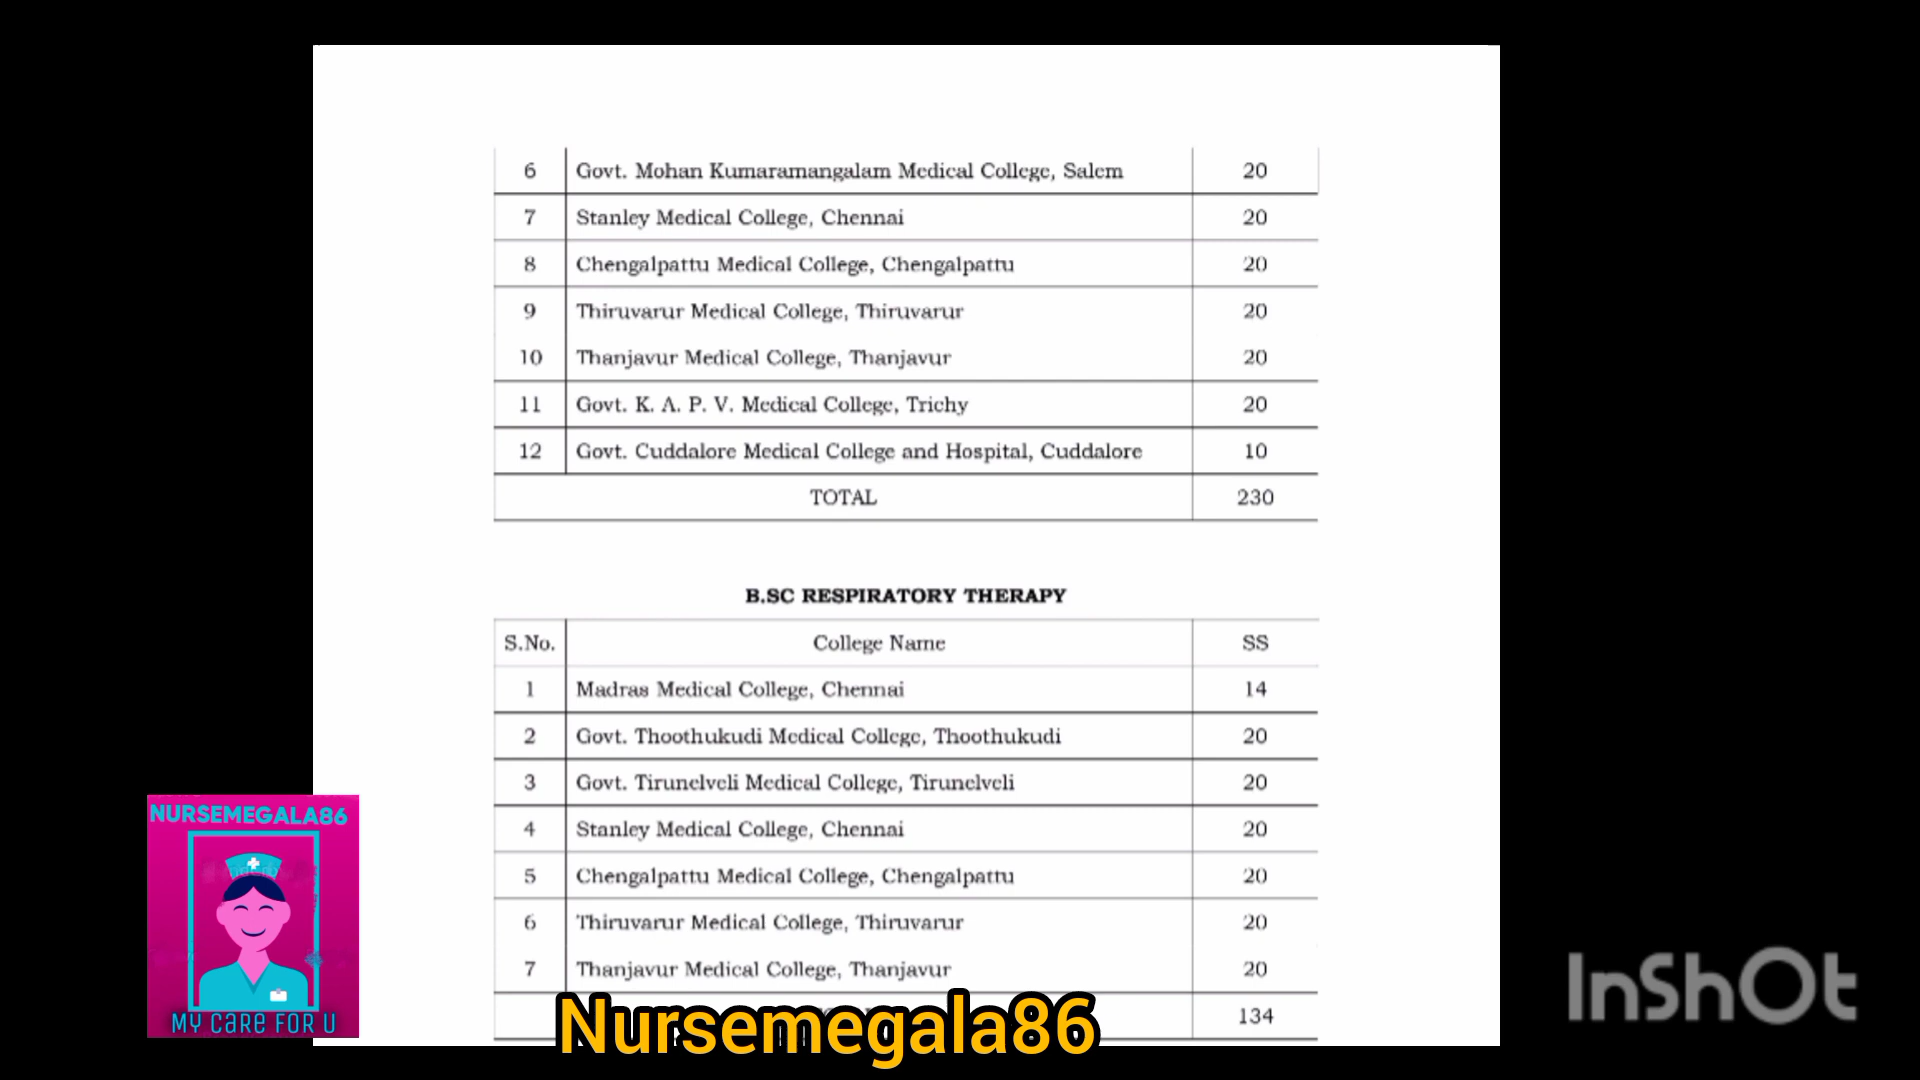 6 Govt. Mohan Kumaramangalam Medical College, Salem 20
7 Stanley Medical College, Chennai 20
8 Chengalpattu Medical College, Chengalpattu 20
9 Thiruvarur Medical College, Thiruvarur 20
10 Thanjavur Medical College, Thanjavur 20
11 Govt. K. A. P. V. Medical College, Trichy 20
12 Govt. Cuddalore Medical College and Hospital, Cuddalore 10
TOTAL 230
B.SC RESPIRATORY THERAPY
S.No. College Name SS
1 Madras Medical College, Chennai 14
2 Govt. Thoothukudi Medical College, Thoothukudi 20
3 Govt. Tirunelveli Medical College, Tirunelveli 20
4 Stanley Medical College, Chennai 20
5 Chengalpattu Medical College, Chengalpattu 20
6 Thiruvarur Medical College, Thiruvarur 20
7 Thanjavur Medical College, Thanjavur 20
134
NURSEMEGALA86
MY CARE FOR U
Nursemegala86
InShOt